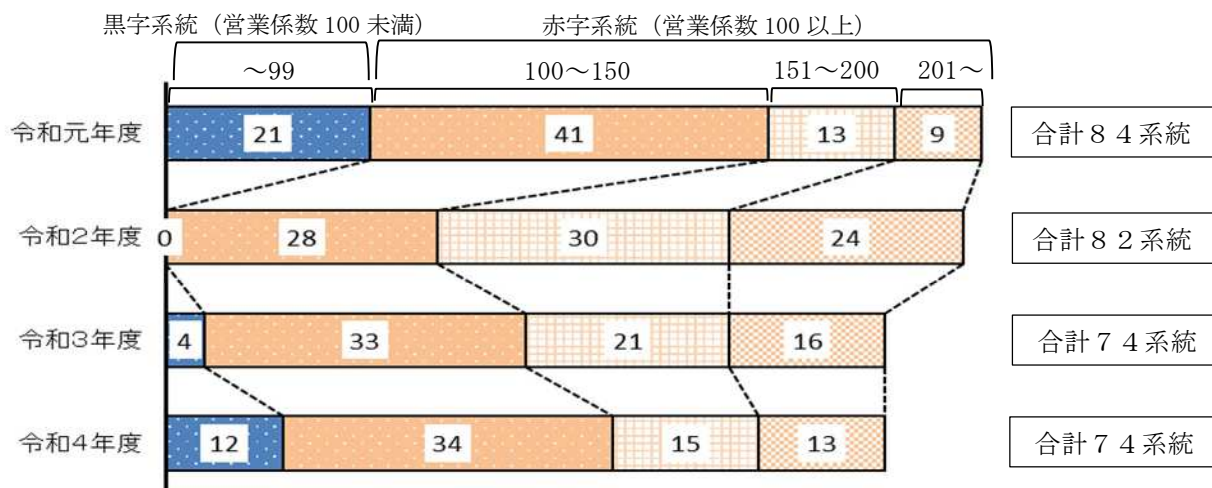 黒字系統（営業係数 100 未満） 赤字系統（営業係数 100 以上）
～99 100～150 151～200 201～
令和元年度 21 41 13 9 合計８４系統
令和2年度 0 28 30 24 合計８２系統
令和3年度 4 33 21 16 合計７４系統
令和4年度 12 34 15 13 合計７４系統